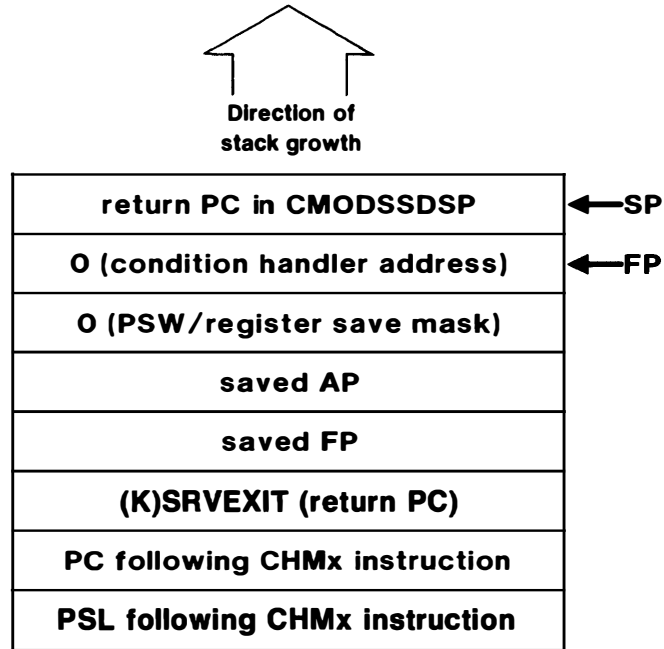 Direction of
stack growth
return PC in CMODSSDSP
SP
0 (condition handler address)
FP
0 (PSW/register save mask)
saved AP
saved FP
(K)SRVEXIT (return PC)
PC following CHMx instruction
PSL following CHMx instruction